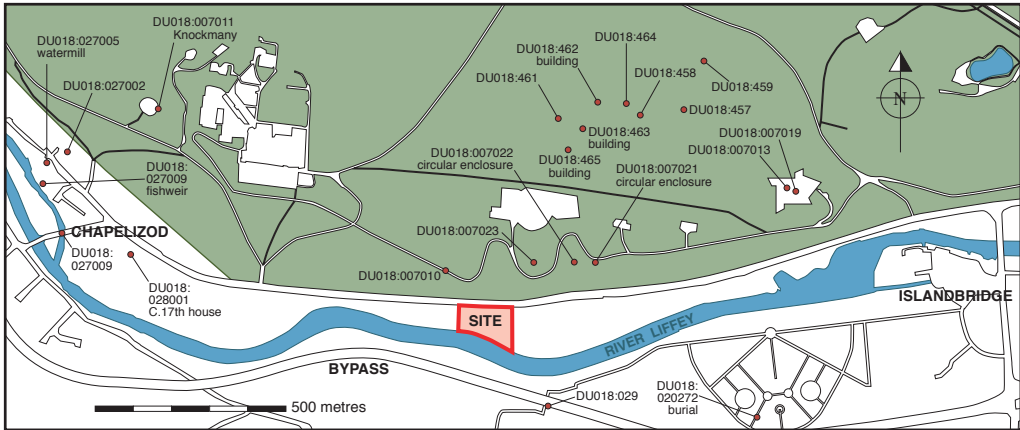 DU018:007011
Knockmany
DU018:027005
watermill
DU018:027002
DU018:462
building
DU018:464
DU018:461
DU018:458
DU018:459
DU018:457
N
DU018:463
building
DU018:007019
DU018:007013
DU018:007022
circular enclosure
DU018:465
building
DU018:007021
circular enclosure
DU018:
027009
fishweir
CHAPELIZOD
DU018:
027009
DU018:007023
DU018:007010
DU018:
028001
C.17th house
SITE
RIVER LIFFEY
ISLANDBRIDGE
BYPASS
DU018:029
DU018:
020272
burial
500 metres